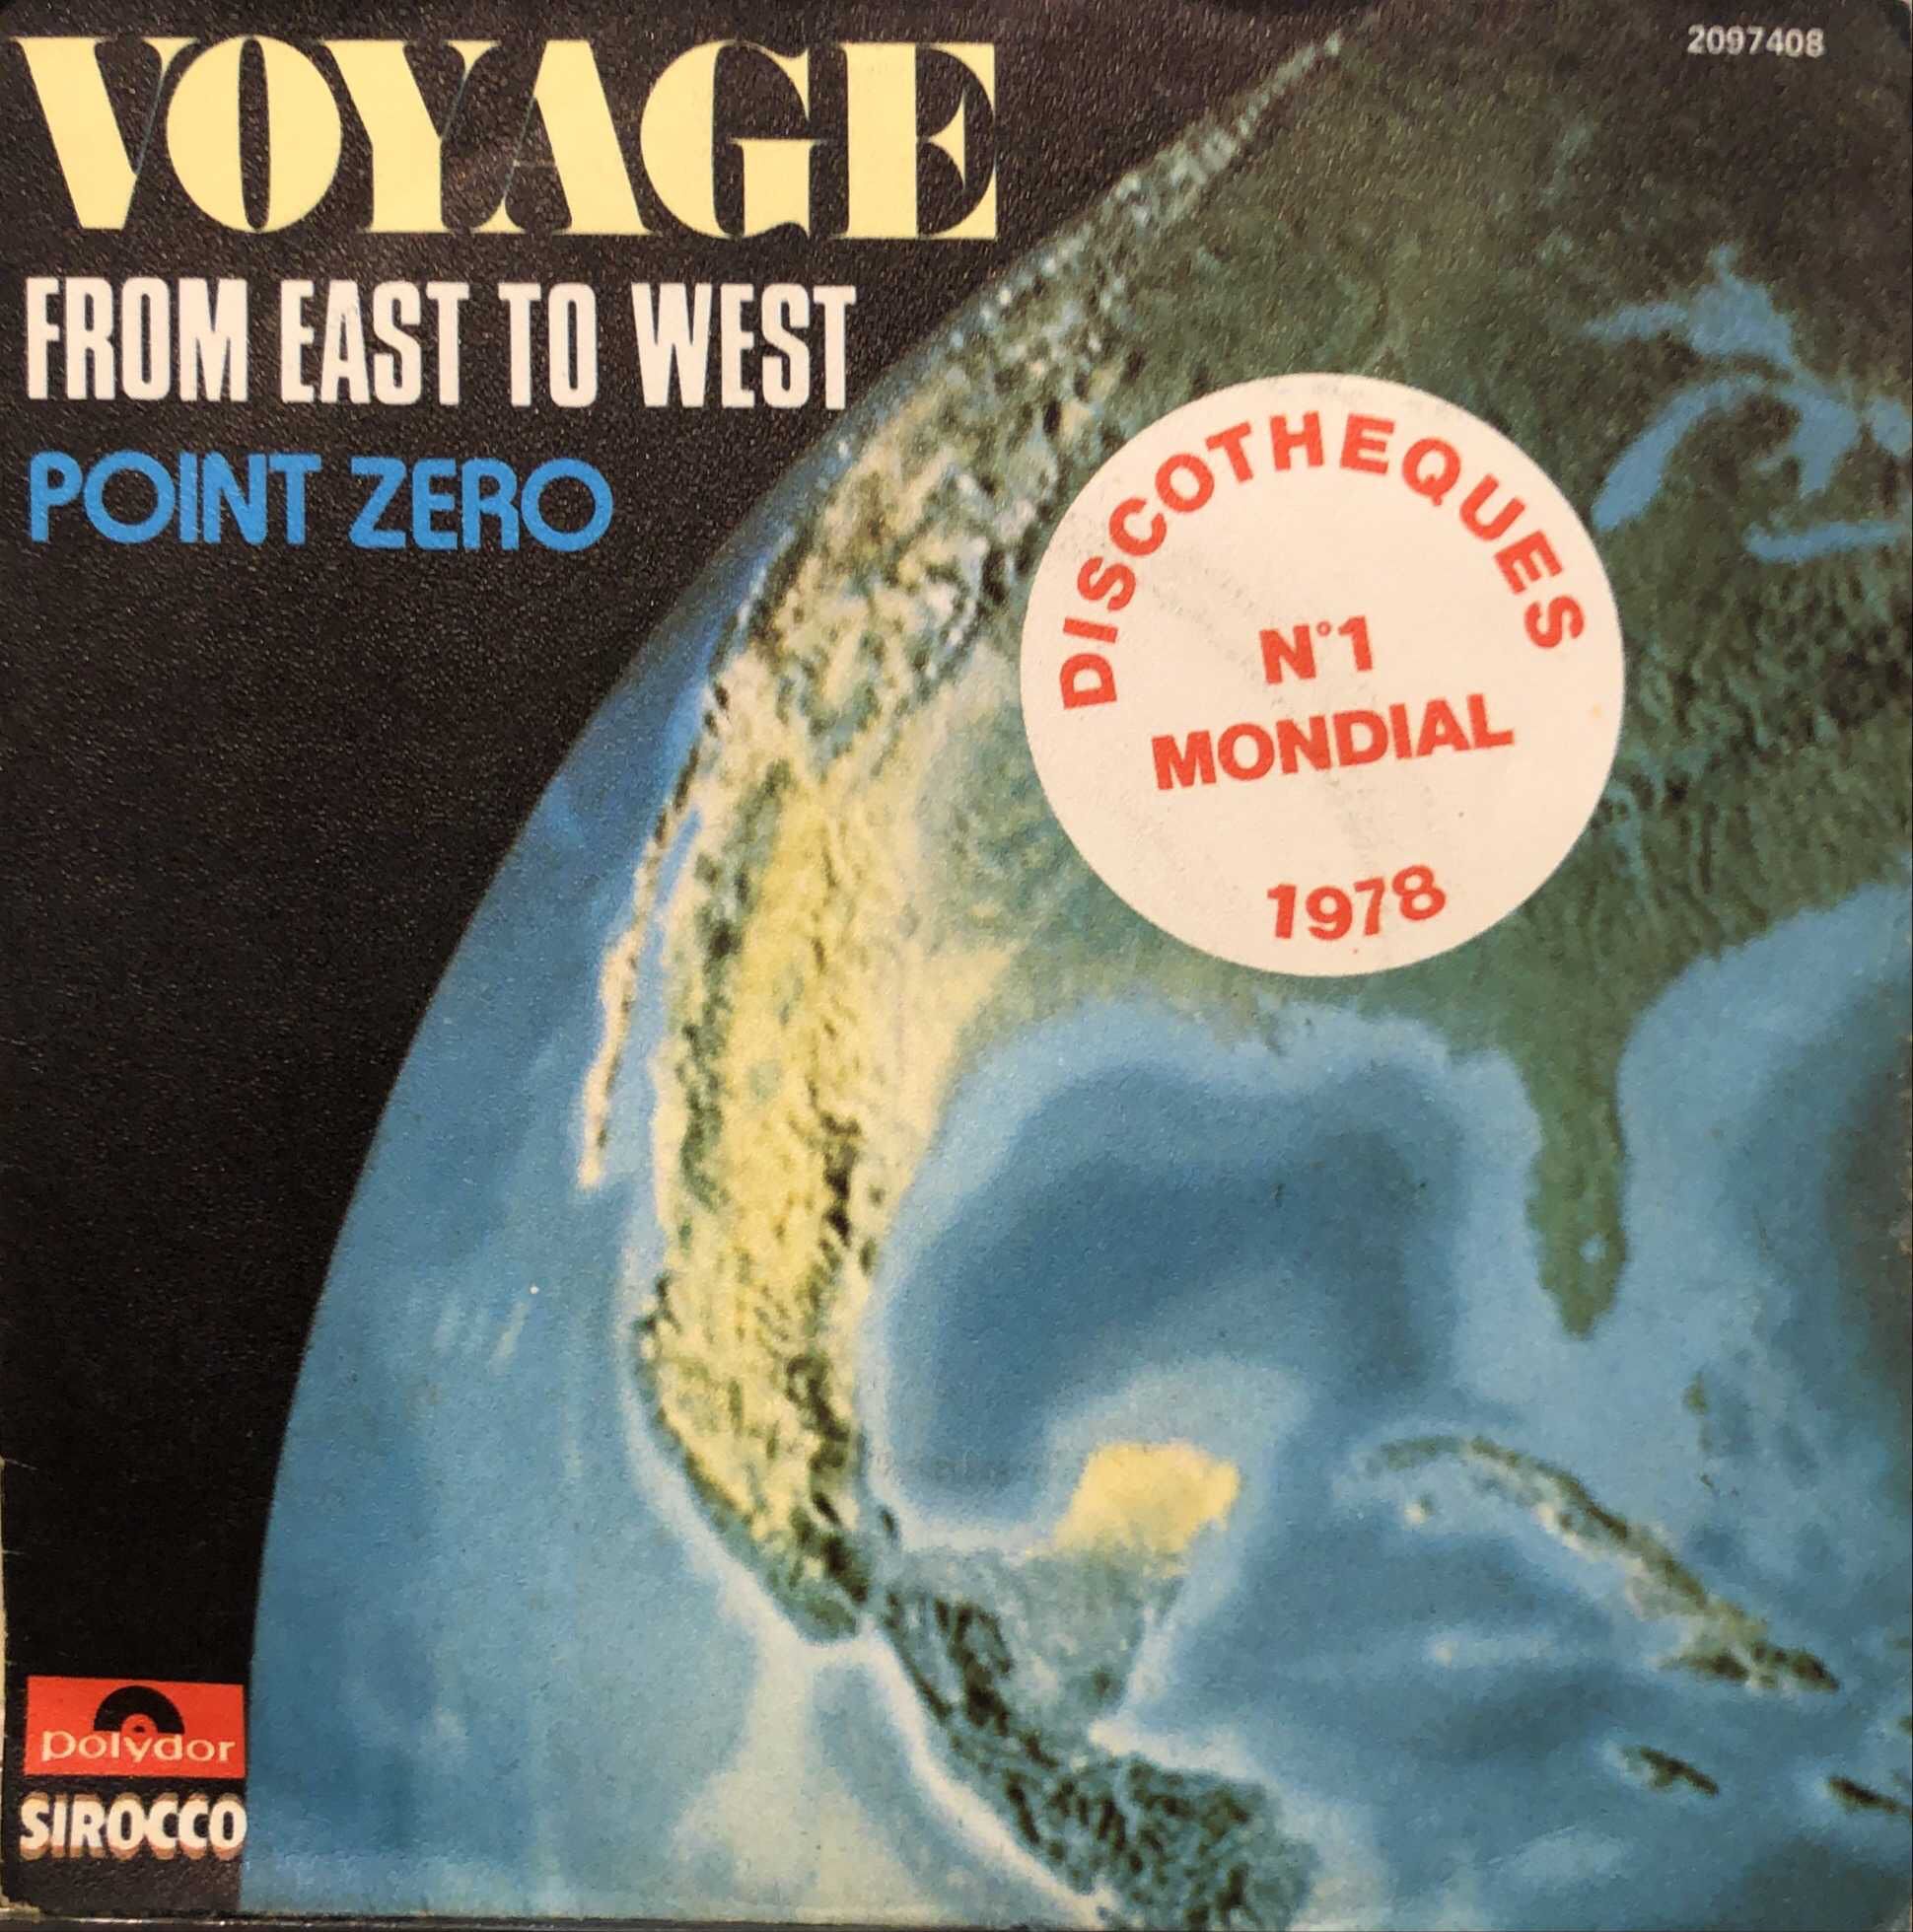 2097408
VOYAGE
FROM EAST TO WEST
POINT ZERO
DISCOTHEQUES
N°1
MONDIAL
1978
polydor
SIROCCO